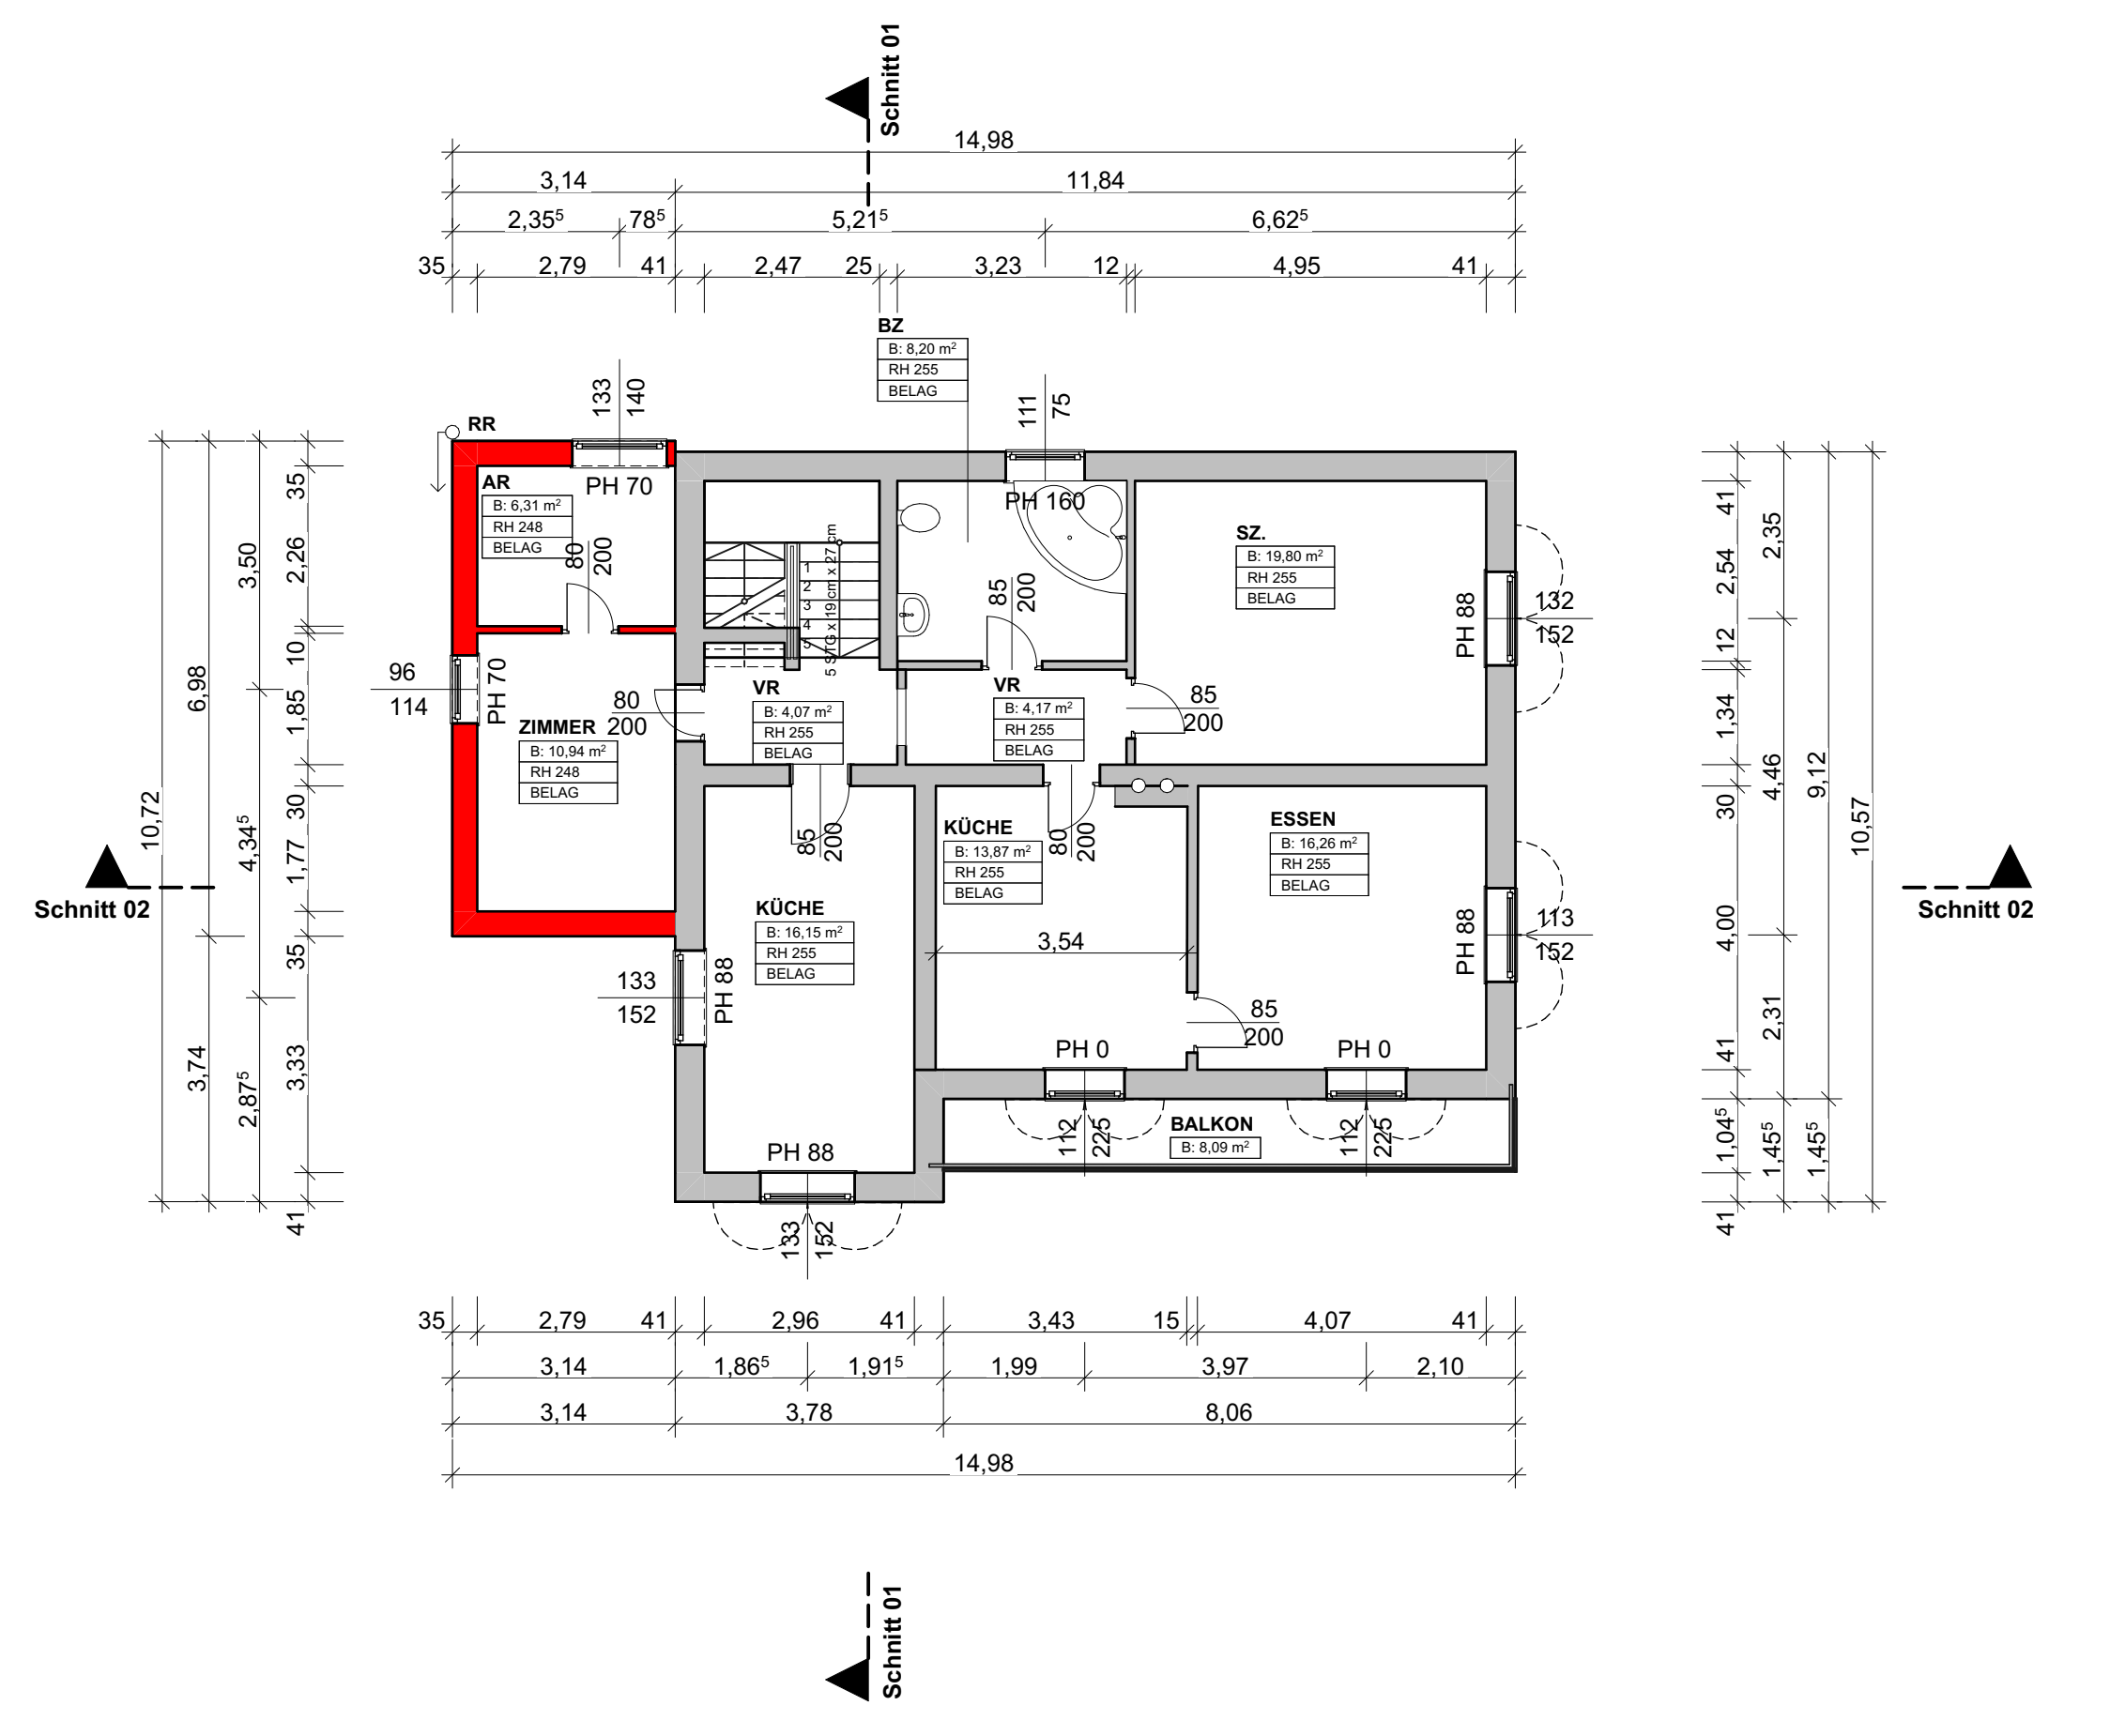 Schnitt 01
14,98
3,14 11,84
2,35⁵ 78⁵ 5,21⁵ 6,62⁵
35 2,79 41 2,47 25 3,23 12 4,95 41
BZ
B: 8,20 m²
RH 255
BELAG
133
140
111
75
RR
AR
B: 6,31 m²
RH 248
BELAG
PH 70
80
200
PH 160
SZ.
B: 19,80 m²
RH 255
BELAG
1
2
3
4
5
5 STG x 19 cm x 27 cm
85
200
PH 88
132
152
96
114
PH 70
ZIMMER
B: 10,94 m²
RH 248
BELAG
80
200
VR
B: 4,07 m²
RH 255
BELAG
VR
B: 4,17 m²
RH 255
BELAG
85
200
KÜCHE
B: 16,15 m²
RH 255
BELAG
85
200
KÜCHE
B: 13,87 m²
RH 255
BELAG
80
200
3,54
ESSEN
B: 16,26 m²
RH 255
BELAG
PH 88
113
152
133
152
PH 88
85
200
PH 0
PH 0
112
225
112
225
BALKON
B: 8,09 m²
PH 88
133
152
10,72
6,98
3,74
3,50
4,34⁵
2,87⁵
35
2,26
10
1,85
30
1,77
35
3,33
41
41
2,54
12
1,34
30
4,00
41
1,04⁵
41
2,35
4,46
2,31
1,45⁵
9,12
1,45⁵
10,57
Schnitt 02
Schnitt 02
35 2,79 41 2,96 41 3,43 15 4,07 41
3,14 1,86⁵ 1,91⁵ 1,99 3,97 2,10
3,14 3,78 8,06
14,98
Schnitt 01